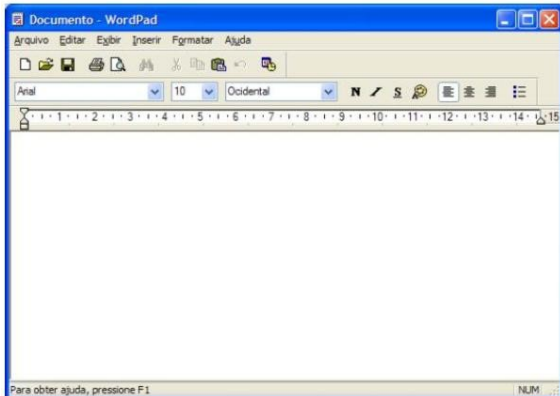 Documento - WordPad
Arquivo Editar Exibir Inserir Formatar Ajuda
Arial 10 Ocidental N I S
1 2 3 4 5 6 7 8 9 10 11 12 13 14 15
Para obter ajuda, pressione F1 NUM